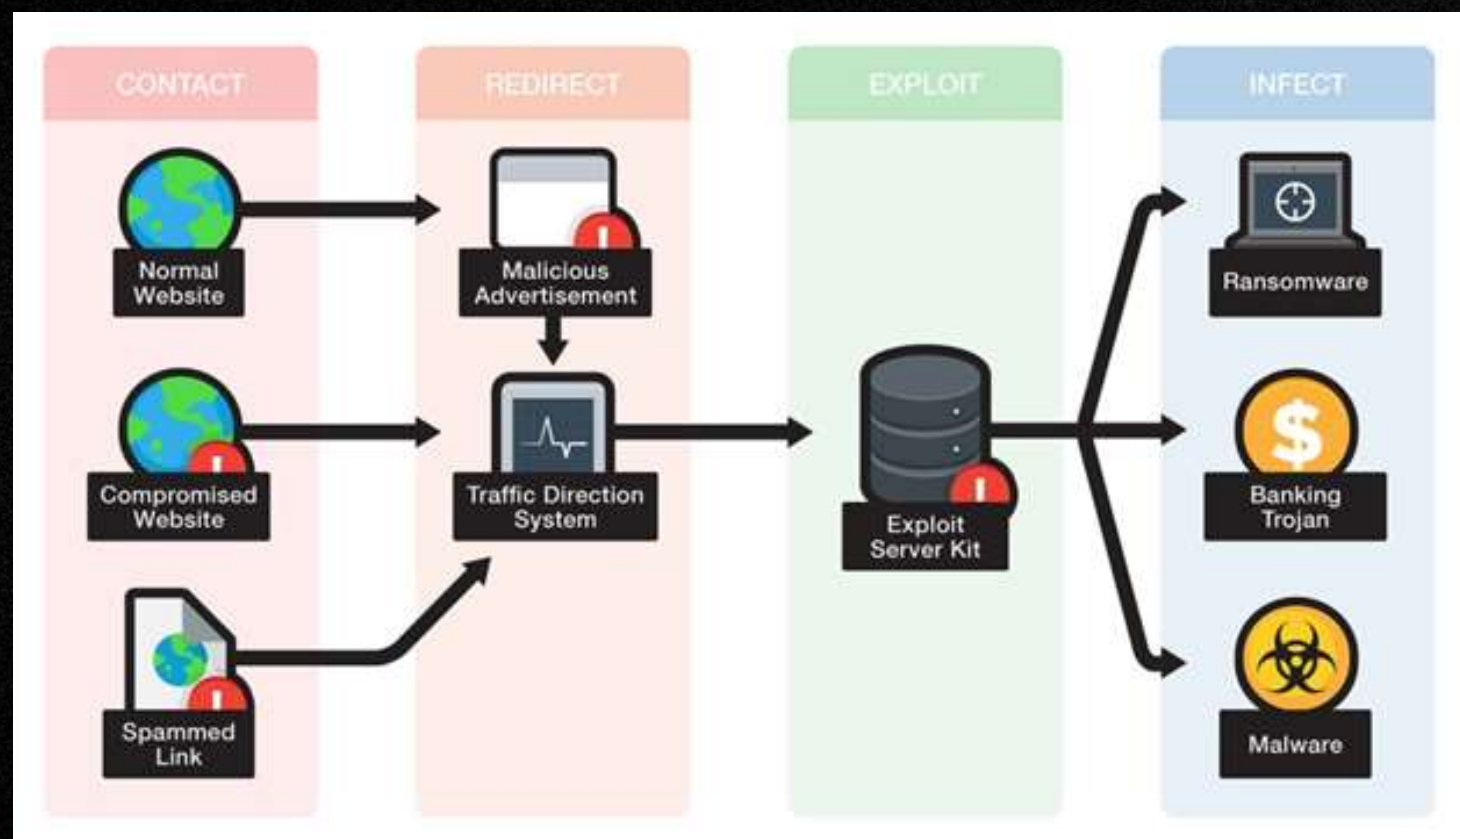 CONTACT
REDIRECT
EXPLOIT
INFECT
Normal
Website
Malicious
Advertisement
Ransomware
Compromised
Website
Traffic Direction
System
Exploit
Server Kit
Banking
Trojan
Spammed
Link
Malware